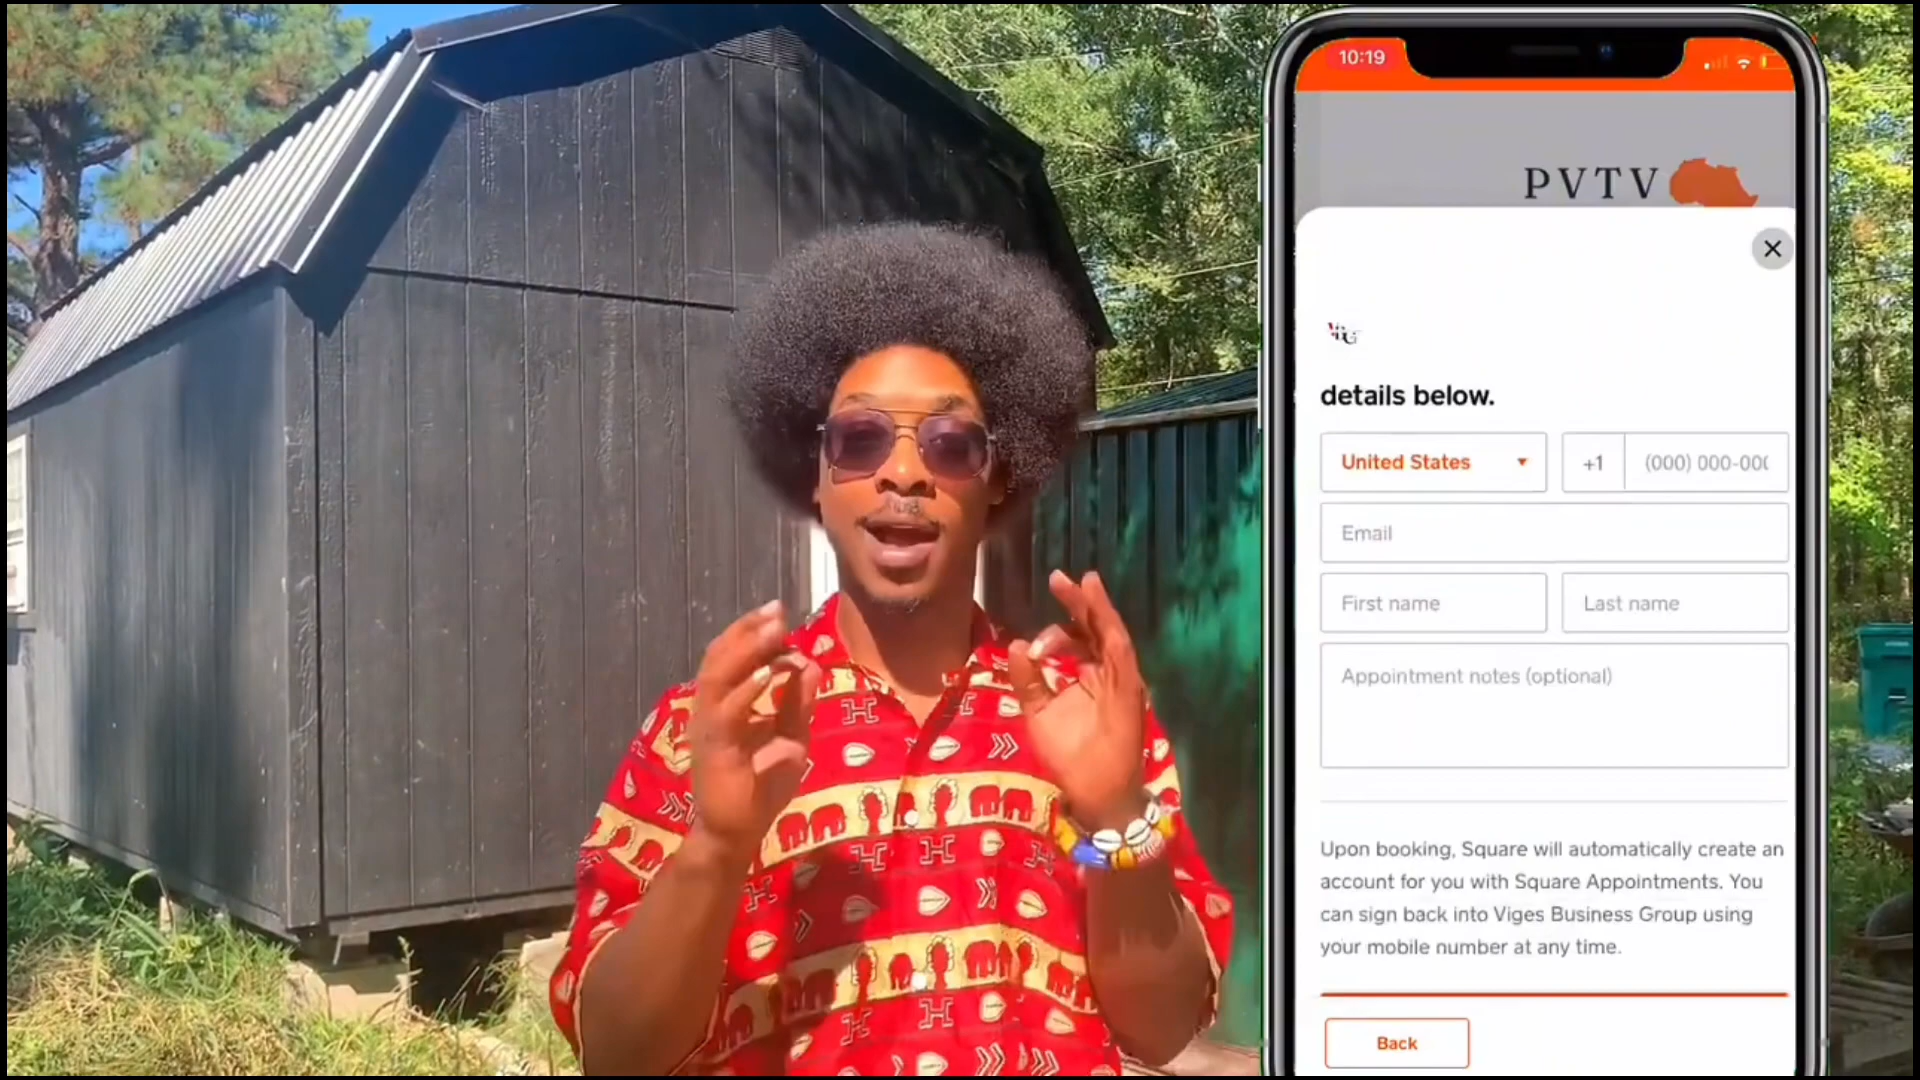 10:19
PVTV
VBG
details below.
United States
+1
(000) 000-00
Email
First name
Last name
Appointment notes (optional)
Upon booking, Square will automatically create an
account for you with Square Appointments. You
can sign back into Viges Business Group using
your mobile number at any time.
Back